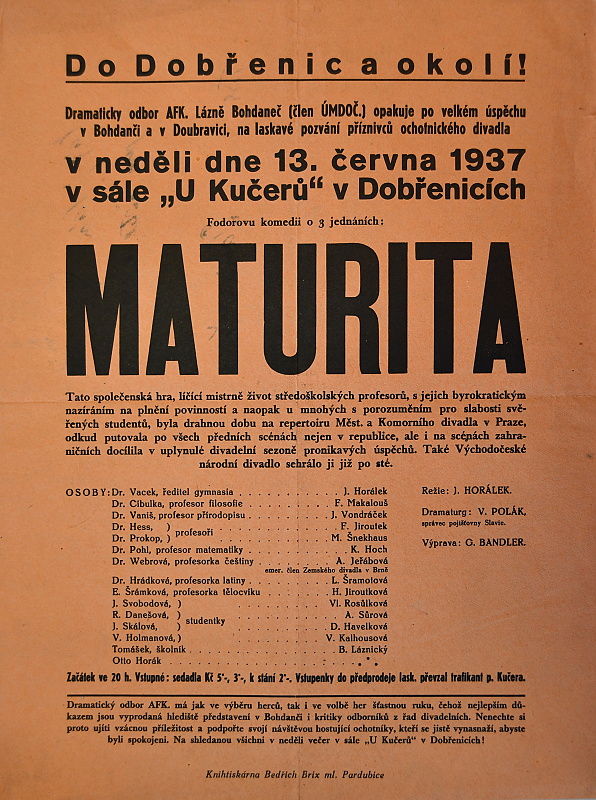 Do Dobřenic a okolí!
Dramaticky odbor AFK. Lázně Bohdaneč (člen ÚMDOČ.) opakuje po velkém úspěchu
v Bohdanči a v Doubravici, na laskavé pozvání příznivců ochotnického divadla
v neděli dne 13. června 1937
v sále „U Kučerů“ v Dobřenicích
Fodorovu komedii o 3 jednáních:
MATURITA
Tato společenská hra, líčící mistrně život středoškolských profesorů, s jejich byrokratickým
nazíráním na plnění povinností a naopak u mnohých s porozuměním pro slabosti svě-
řených studentů, byla drahnou dobu na repertoiru Měst. a Komorního divadla v Praze,
odkud putovala po všech předních scénách nejen v republice, ale i na scénách zahra-
ničních docílila v uplynulé divadelní sezoně pronikavých úspěchů. Také Východočeské
národní divadlo sehrálo ji již po sté.
OSOBY: Dr. Vacek, ředitel gymnasia . . . . . . . . . . . . J. Horálek
Dr. Cibulka, profesor filosofie . . . . . . . . . . . F. Makalouš
Dr. Vaniš, profesor přírodopisu . . . . . . . . . . . J. Vondráček
Dr. Hess, ) profesoři . . . . . . . . . . . F. Jiroutek
Dr. Prokop, ) . . . . . . . . . . . M. Šnekhaus
Dr. Pohl, profesor matematiky . . . . . . . . . . . K. Hoch
Dr. Webrová, profesorka češtiny . . . . . . . . . . . A. Jeřábová
emer. člen Zemského divadla v Brně
Dr. Hrádková, profesorka latiny . . . . . . . . . . . L. Šramotová
E. Šrámková, profesorka tělocviku . . . . . . . . . . . H. Jiroutková
J. Svobodová, ) . . . . . . . . . . . Vl. Rosůlková
R. Danešová, ) studentky . . . . . . . . . . . A. Sůrová
J. Skálová, ) . . . . . . . . . . . D. Havelková
V. Holmanová, ) . . . . . . . . . . . V. Kalhousová
Tomášek, školník . . . . . . . . . . . B. Láznický
Otto Horák . . . . . . . . . . . * * *
Režie: J. HORÁLEK.
Dramaturg: V. POLÁK,
správec pojišťovny Slavie.
Výprava: G. BANDLER.
Začátek ve 20 h. Vstupné: sedadla Kč 5‧-, 3‧-, k stání 2‧-. Vstupenky do předprodeje lask. převzal trafikant p. Kučera.
Dramatický odbor AFK. má jak ve výběru herců, tak i ve volbě her šťastnou ruku, čehož nejlepším dů-
kazem jsou vyprodaná hlediště představení v Bohdanči i kritiky odborníků z řad divadelních. Nenechte si
proto ujíti vzácnou příležitost a podpořte svojí návštěvou hostující ochotníky, kteří se jistě vynasnaží, abyste
byli spokojeni. Na shledanou všichni v neděli večer v sále „U Kučerů“ v Dobřenicích!
Knihtiskárna Bedřich Brix ml. Pardubice